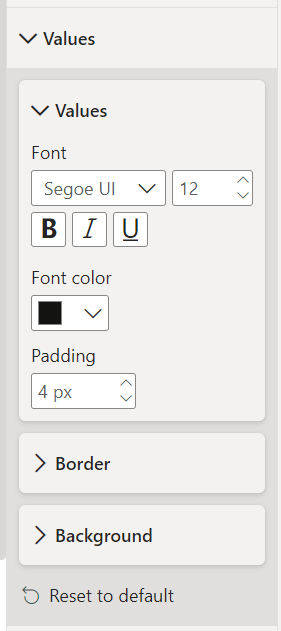 Values
Values
Font
Segoe UI 12
B I U
Font color
Padding
4 px
Border
Background
Reset to default